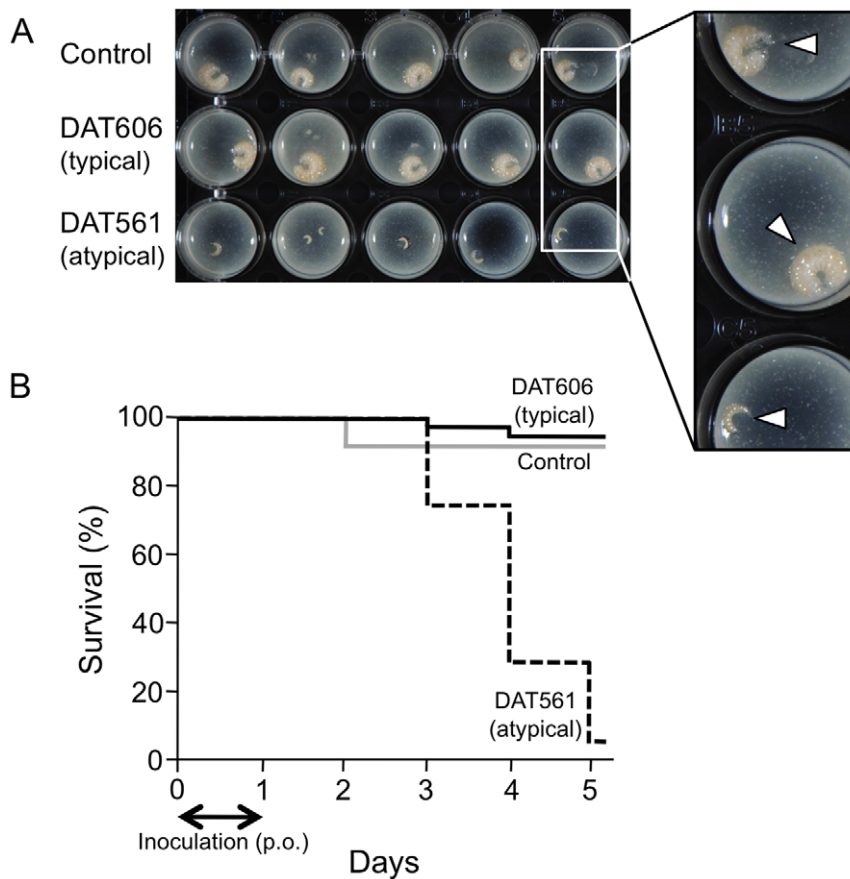 A
Control
DAT606
(typical)
DAT561
(atypical)
B
DAT606
(typical)
Control
DAT561
(atypical)
Survival (%)
100
80
60
40
20
0
0 1 2 3 4 5
Inoculation (p.o.)
Days